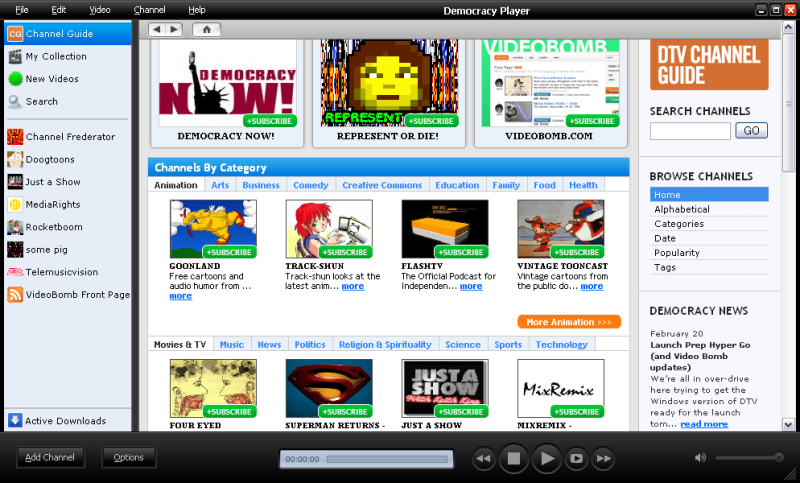 File Edit Video Channel Help Democracy Player
CG Channel Guide
My Collection
New Videos
Search
Channel Frederator
Doogtoons
Just a Show
MediaRights
Rocketboom
some pig
Telemusicvision
VideoBomb Front Page
Active Downloads
DEMOCRACY NOW!
+SUBSCRIBE
DEMOCRACY NOW!
REPRESENT
+SUBSCRIBE
REPRESENT OR DIE!
VIDEOBOMB
+SUBSCRIBE
VIDEOBOMB.COM
Channels By Category
Animation Arts Business Comedy Creative Commons Education Family Food Health
+SUBSCRIBE
GOONLAND
Free cartoons and
audio humor from ...
more
+SUBSCRIBE
TRACK-SHUN
Track-shun looks at the
latest anim... more
+SUBSCRIBE
FLASHTV
The Official Podcast for
Independen... more
+SUBSCRIBE
VINTAGE TOONCAST
Vintage cartoons from
the public do... more
More Animation >>>
Movies & TV Music News Politics Religion & Spirituality Science Sports Technology
+SUBSCRIBE
FOUR EYED
+SUBSCRIBE
SUPERMAN RETURNS -
JUST A
SHOW
+SUBSCRIBE
JUST A SHOW
MixRemix
+SUBSCRIBE
MIXREMIX -
DTV CHANNEL
GUIDE
SEARCH CHANNELS
GO
BROWSE CHANNELS
Home
Alphabetical
Categories
Date
Popularity
Tags
DEMOCRACY NEWS
February 20
Launch Prep Hyper Go
(and Video Bomb
updates)
We're all in over-drive
here trying to get the
Windows version of DTV
ready for the launch
tom... read more
Add Channel Options 00:00:00